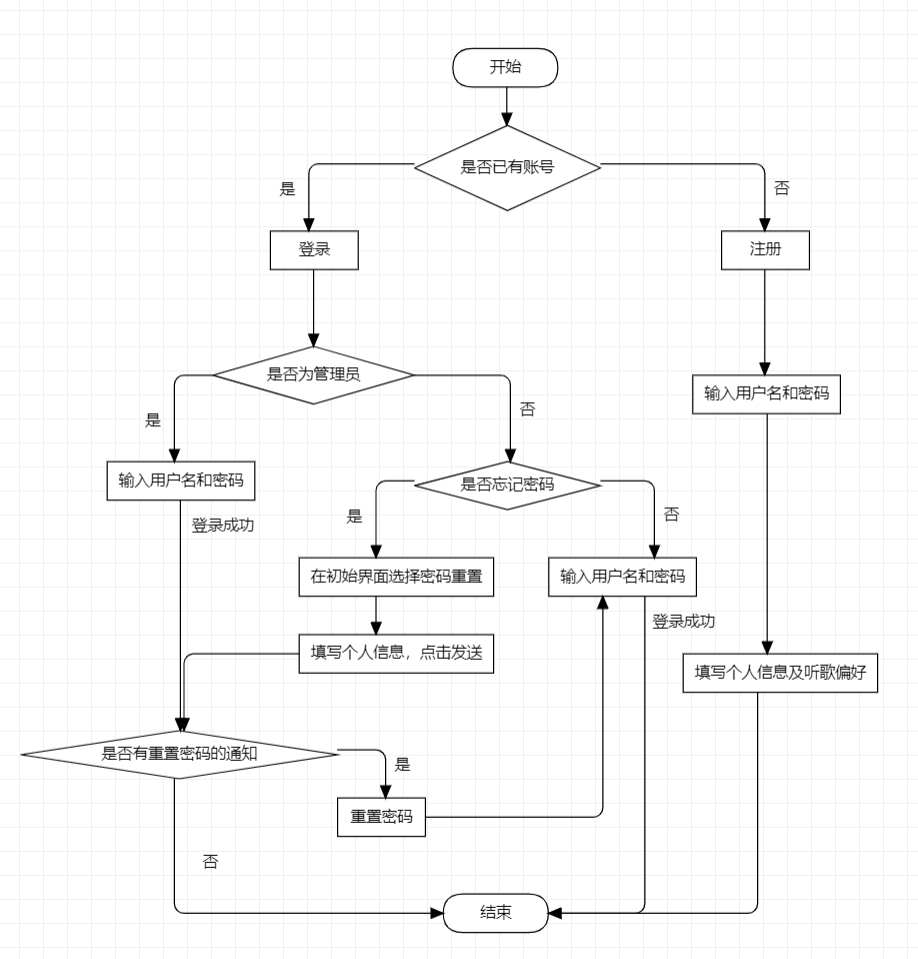 开始
是否已有账号
是
否
登录
注册
是否为管理员
是
否
输入用户名和密码
输入用户名和密码
登录成功
是否忘记密码
是
否
在初始界面选择密码重置
输入用户名和密码
登录成功
填写个人信息，点击发送
填写个人信息及听歌偏好
是否有重置密码的通知
是
重置密码
否
结束